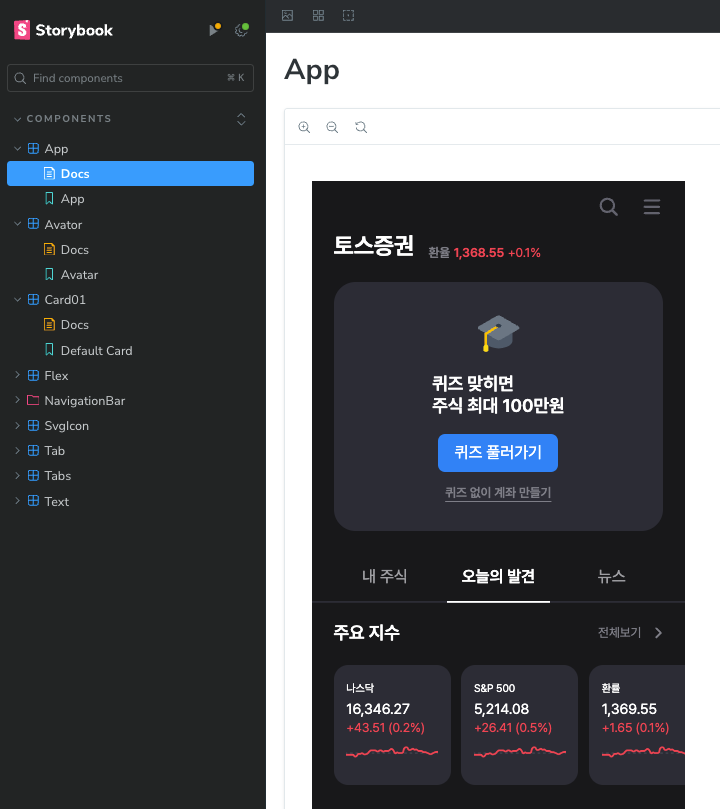 Storybook
Find components
⌘ K
COMPONENTS
App
Docs
App
Avator
Docs
Avatar
Card01
Docs
Default Card
Flex
NavigationBar
SvgIcon
Tab
Tabs
Text
App
토스증권 환율 1,368.55 +0.1%
퀴즈 맞히면
주식 최대 100만원
퀴즈 풀러가기
퀴즈 없이 계좌 만들기
내 주식 오늘의 발견 뉴스
주요 지수 전체보기
나스닥
16,346.27
+43.51 (0.2%)
S&P 500
5,214.08
+26.41 (0.5%)
환률
1,369.55
+1.65 (0.1%)